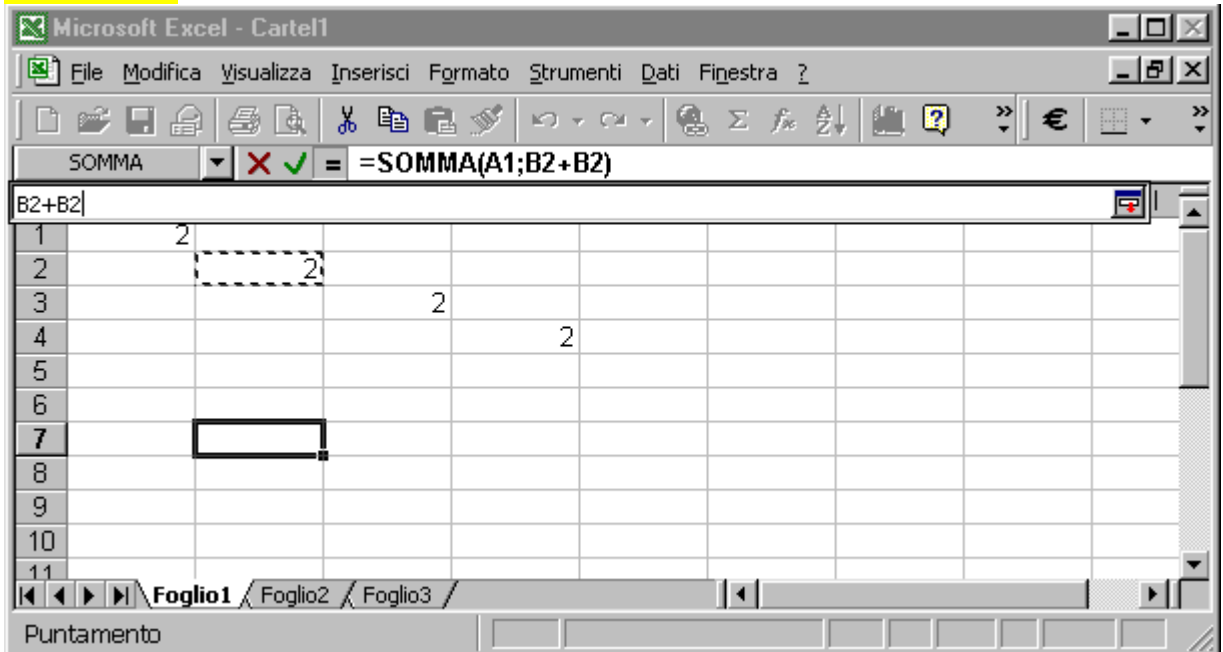 Microsoft Excel - Cartel1
File Modifica Visualizza Inserisci Formato Strumenti Dati Finestra ?
SOMMA = =SOMMA(A1;B2+B2)
B2+B2
1 2
2 2
3 2
4 2
5
6
7
8
9
10
11
Foglio1 Foglio2 Foglio3
Puntamento